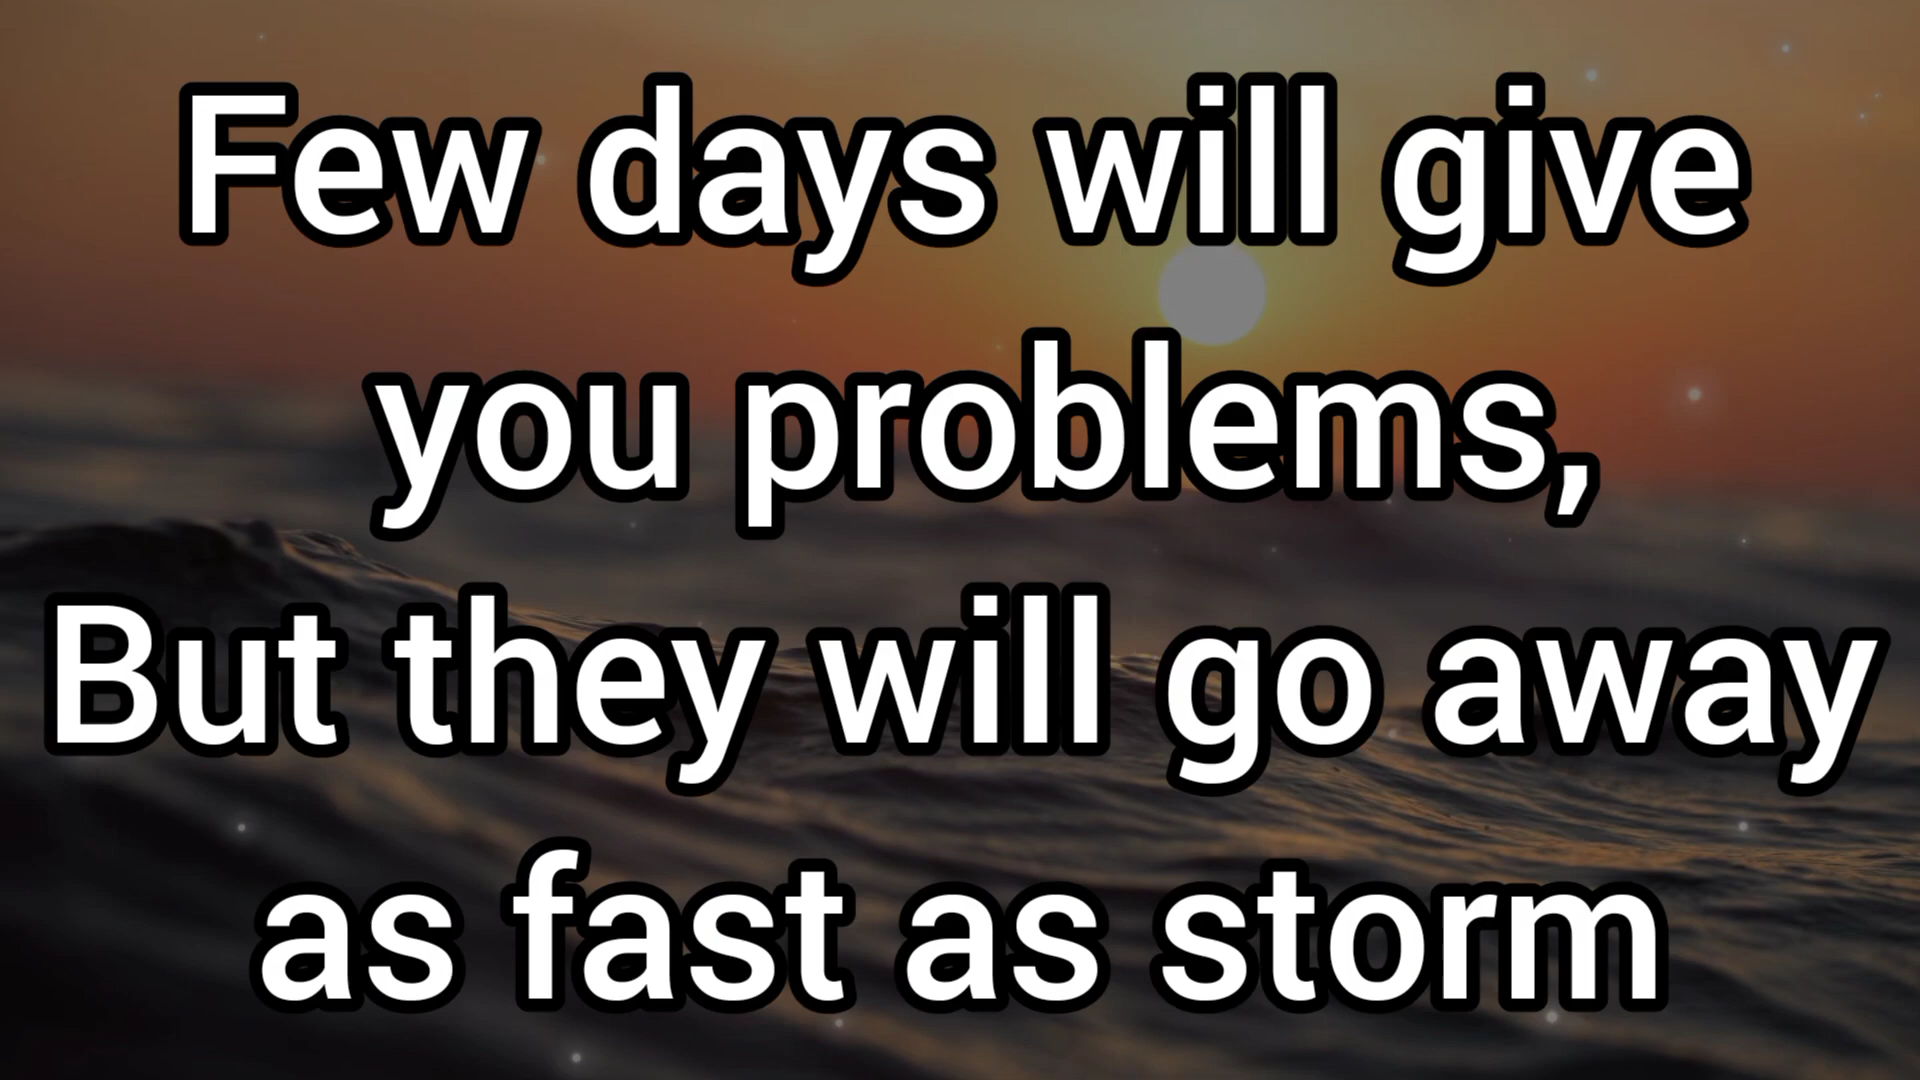 Few days will give
you problems,
But they will go away
as fast as storm